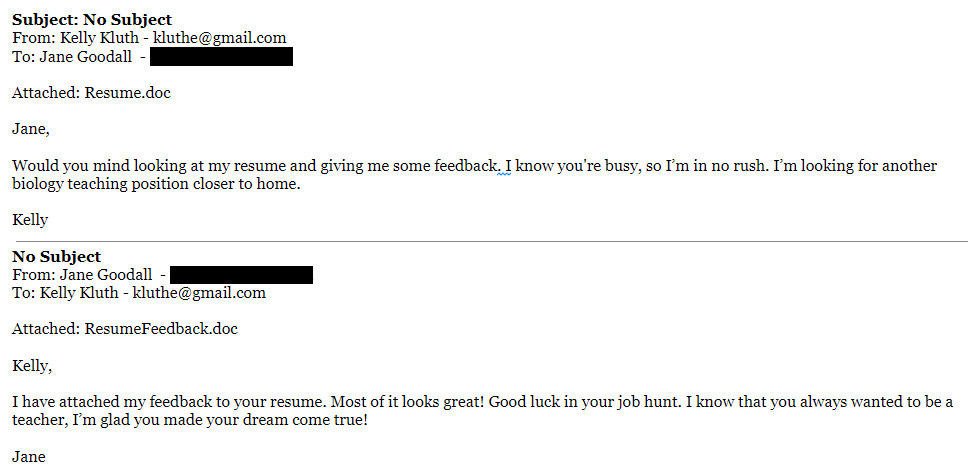 Subject: No Subject
From: Kelly Kluth - kluthe@gmail.com
To: Jane Goodall -
Attached: Resume.doc
Jane,
Would you mind looking at my resume and giving me some feedback. I know you're busy, so I’m in no rush. I’m looking for another
biology teaching position closer to home.
Kelly
No Subject
From: Jane Goodall -
To: Kelly Kluth - kluthe@gmail.com
Attached: ResumeFeedback.doc
Kelly,
I have attached my feedback to your resume. Most of it looks great! Good luck in your job hunt. I know that you always wanted to be a
teacher, I’m glad you made your dream come true!
Jane